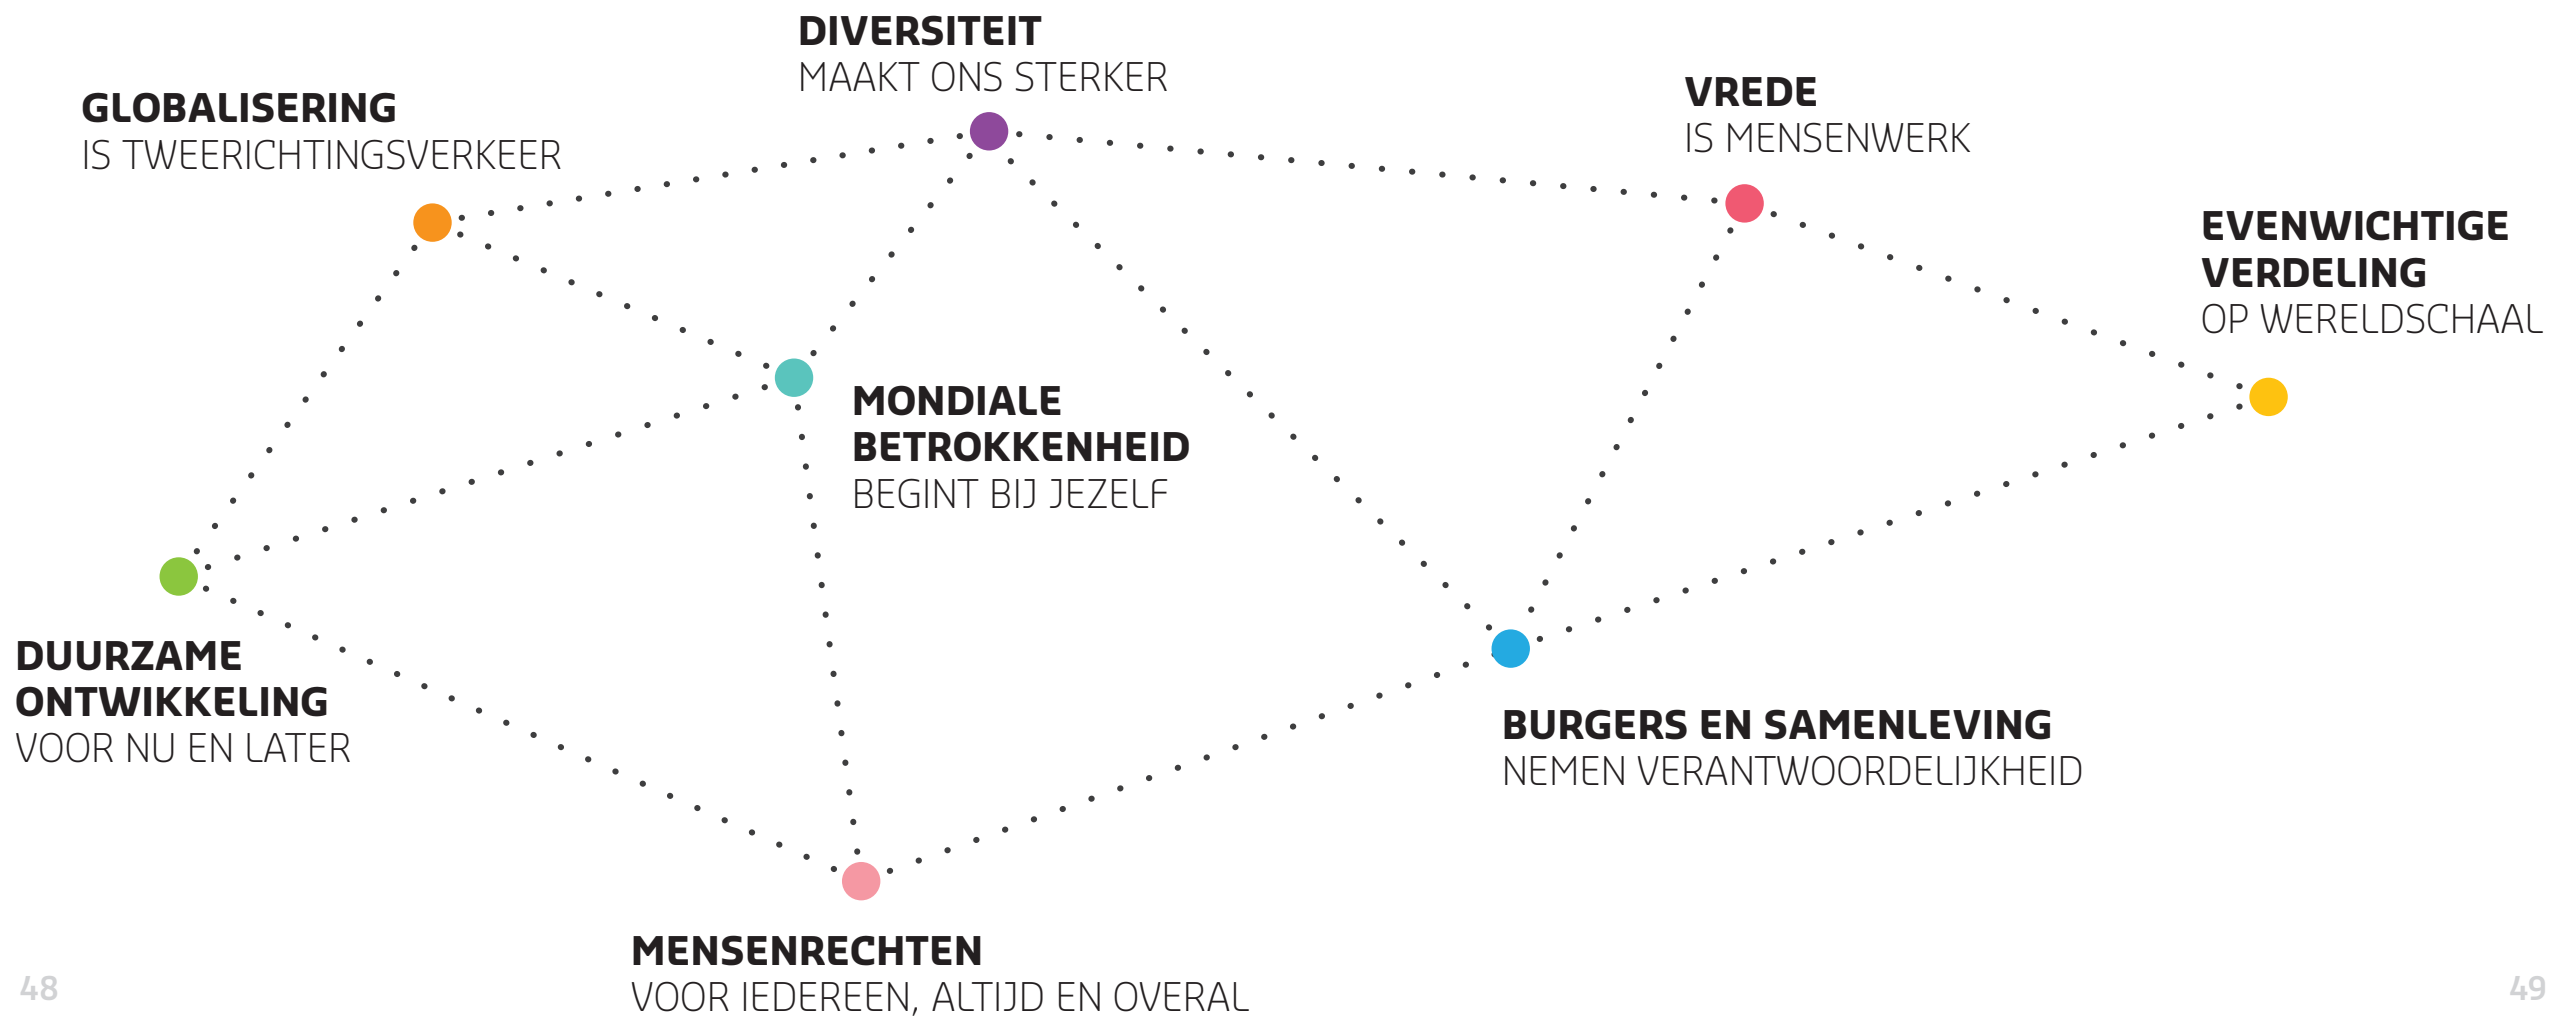 DIVERSITEIT
MAAKT ONS STERKER
GLOBALISERING
IS TWEERICHTINGSVERKEER
VREDE
IS MENSENWERK
EVENWICHTIGE
VERDELING
OP WERELDSCHAAL
MONDIALE
BETROKKENHEID
BEGINT BIJ JEZELF
DUURZAME
ONTWIKKELING
VOOR NU EN LATER
BURGERS EN SAMENLEVING
NEMEN VERANTWOORDELIJKHEID
MENSENRECHTEN
VOOR IEDEREEN, ALTIJD EN OVERAL
48
49